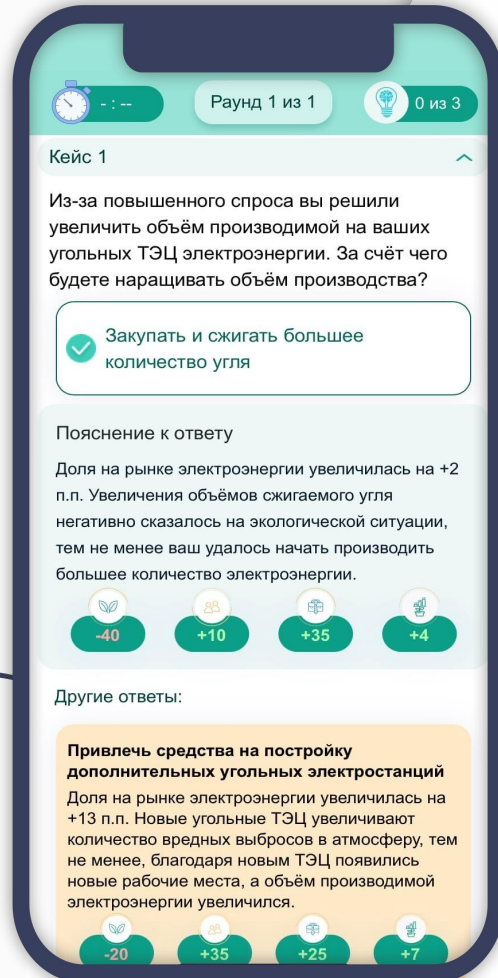 - : --
Раунд 1 из 1
0 из 3
Кейс 1
Из-за повышенного спроса вы решили
увеличить объём производимой на ваших
угольных ТЭЦ электроэнергии. За счёт чего
будете наращивать объём производства?
Закупать и сжигать большее
количество угля
Пояснение к ответу
Доля на рынке электроэнергии увеличилась на +2
п.п. Увеличения объёмов сжигаемого угля
негативно сказалось на экологической ситуации,
тем не менее ваш удалось начать производить
большее количество электроэнергии.
-40
+10
+35
+4
Другие ответы:
Привлечь средства на постройку
дополнительных угольных электростанций
Доля на рынке электроэнергии увеличилась на
+13 п.п. Новые угольные ТЭЦ увеличивают
количество вредных выбросов в атмосферу, тем
не менее, благодаря новым ТЭЦ появились
новые рабочие места, а объём производимой
электроэнергии увеличился.
-20
+35
+25
+7